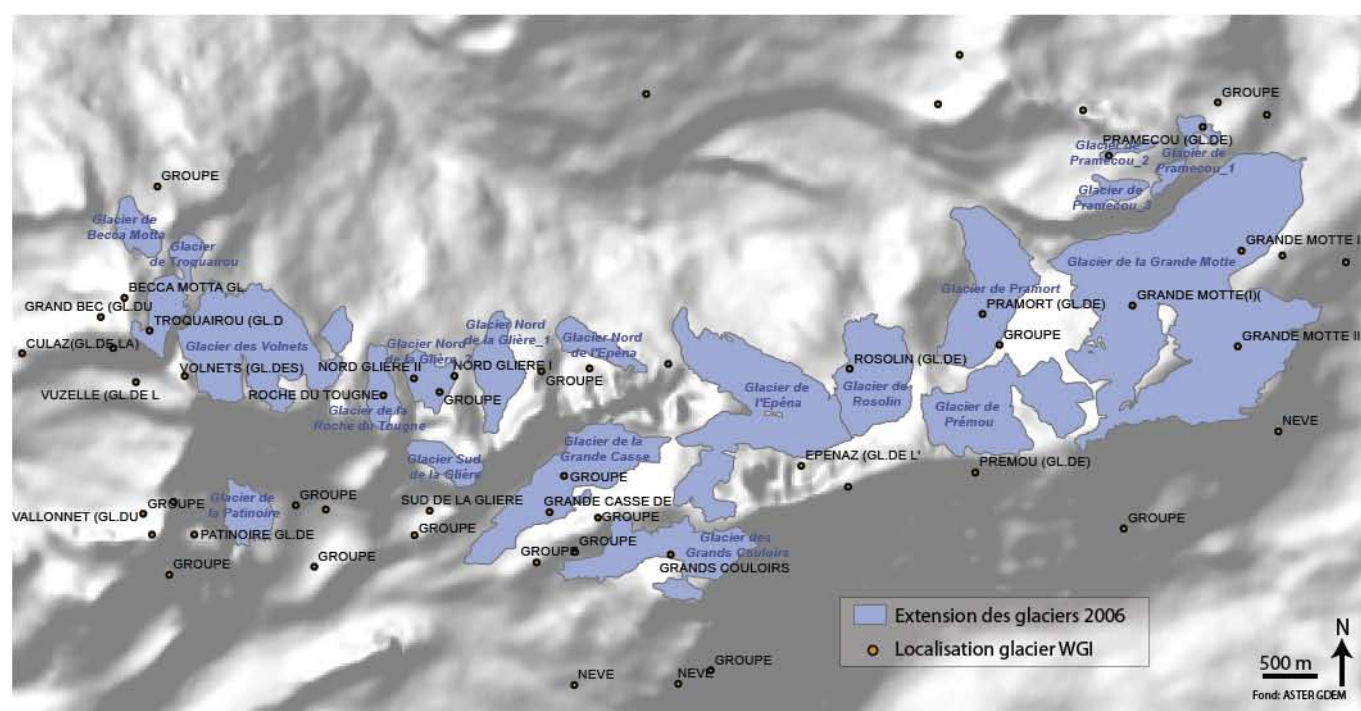 GROUPE
PRAMECOU (GL.DE)
Glacier de
Pramecou_2
Glacier de
Pramecou_1
Glacier de
Pramecou_3
GROUPE
Glacier de
Becca Motta
Glacier
de Troquairou
GRANDE MOTTE I
Glacier de la Grande Motte
BECCA MOTTA GL.
GRAND BEC (GL.DU
TROQUAIROU (GL.D
CULAZ(GL.DE LA)
Glacier des Volnets
VOLNETS (GL.DES)
VUZELLE (GL.DE L
Glacier de Pramort
PRAMORT (GL.DE)
GRANDE MOTTE(I)(
GROUPE
GRANDE MOTTE II
Glacier Nord
de la Glière_2
Glacier Nord
de la Glière_1
Glacier Nord
de l'Epéna
NORD GLIERE II
NORD GLIERE I
GROUPE
ROCHE DU TOUGNE
GROUPE
Glacier de la
Roche du Tougne
ROSOLIN (GL.DE)
Glacier de
Rosolin
Glacier de
l'Epéna
Glacier de
Prémou
NEVE
Glacier de la
Grande Casse
Glacier Sud
de la Glière
GROUPE
EPENAZ (GL.DE L'
PREMOU (GL.DE)
GROUPE
Glacier de
la Patinoire
GROUPE
SUD DE LA GLIERE
GRANDE CASSE DE
VALLONNET (GL.DU
GROUPE
GROUPE
PATINOIRE GL.DE
GROUPE
GROUPE
GROUPE
GROUPE
GROUPE
Glacier des
Grands Couloirs
GRANDS COULOIRS
GROUPE
NEVE
NEVE
Extension des glaciers 2006
Localisation glacier WGI
N
500 m
Fond: ASTER GDEM